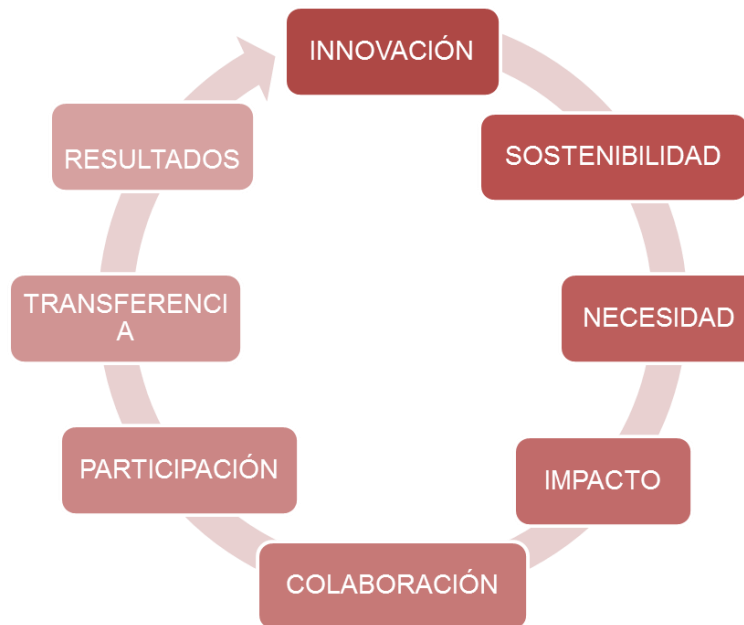 INNOVACIÓN
SOSTENIBILIDAD
NECESIDAD
IMPACTO
COLABORACIÓN
PARTICIPACIÓN
TRANSFERENCI
A
RESULTADOS